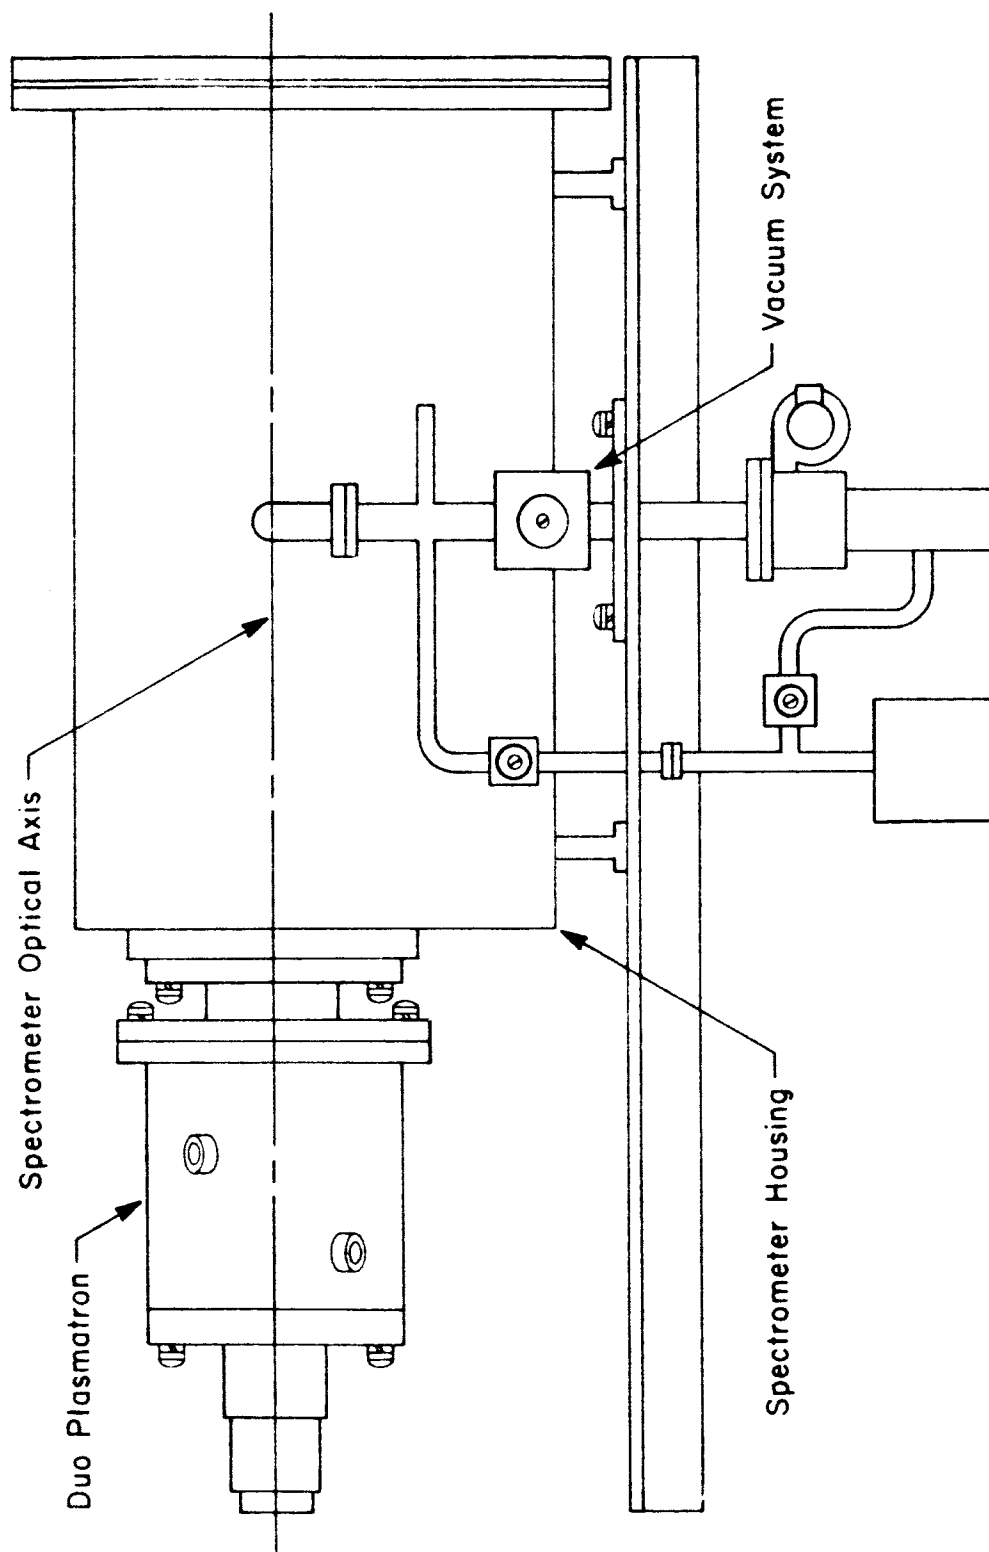 Duo Plasmatron
Spectrometer Optical Axis
Spectrometer Housing
Vacuum System